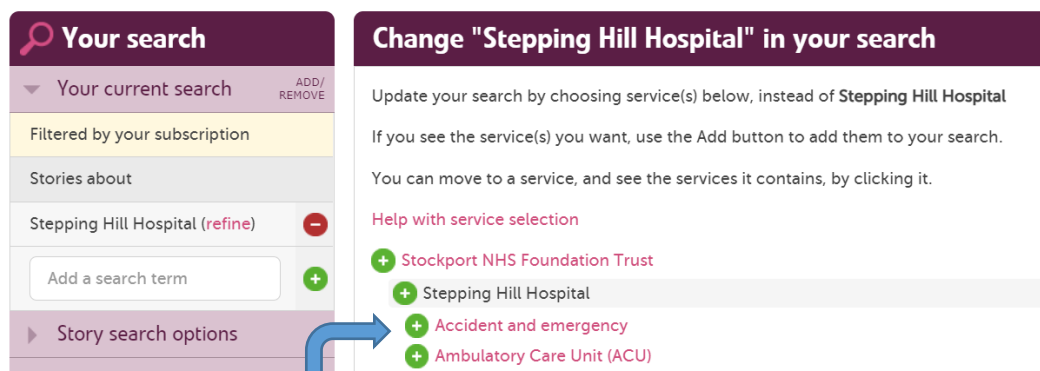 Your search
Your current search
ADD/
REMOVE
Filtered by your subscription
Stories about
Stepping Hill Hospital (refine)
Add a search term
Story search options
Change "Stepping Hill Hospital" in your search
Update your search by choosing service(s) below, instead of Stepping Hill Hospital
If you see the service(s) you want, use the Add button to add them to your search.
You can move to a service, and see the services it contains, by clicking it.
Help with service selection
Stockport NHS Foundation Trust
Stepping Hill Hospital
Accident and emergency
Ambulatory Care Unit (ACU)